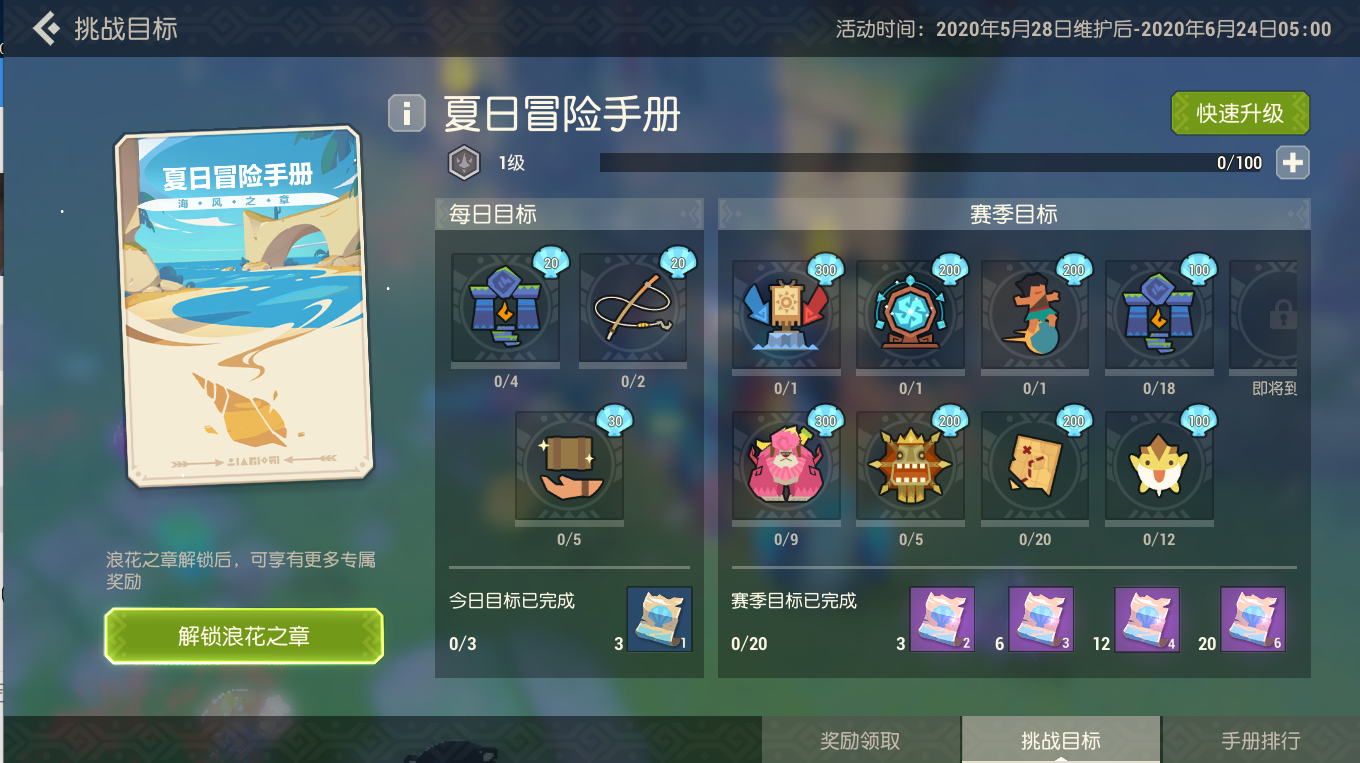 挑战目标
活动时间：2020年5月28日维护后-2020年6月24日05:00
夏日冒险手册
海·风·之·章
浪花之章解锁后，可享有更多专属
奖励
解锁浪花之章
i
夏日冒险手册
快速升级
1级
0/100
每日目标
20
20
0/4
0/2
30
0/5
今日目标已完成
0/3
3
1
赛季目标
300
200
200
100
0/1
0/1
0/1
0/18
即将到
300
200
200
100
0/9
0/5
0/20
0/12
赛季目标已完成
0/20
3
2
6
3
12
4
20
6
奖励领取
挑战目标
手册排行